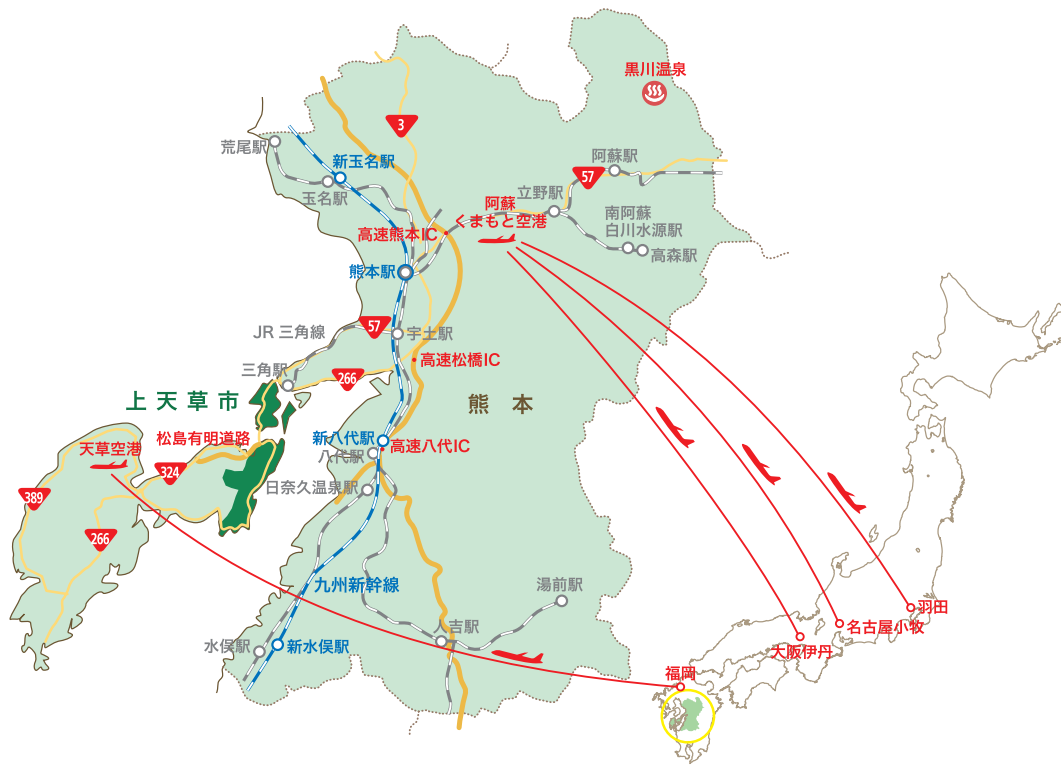 黒川温泉
3
荒尾駅
新玉名駅
玉名駅
阿蘇駅
57
立野駅
阿蘇
くまもと空港
南阿蘇
白川水源駅
高森駅
高速熊本IC
熊本駅
57
JR 三角線
宇土駅
三角駅
266
高速松橋IC
上天草市
熊本
新八代駅
高速八代IC
八代駅
松島有明道路
天草空港
324
389
266
日奈久温泉駅
九州新幹線
湯前駅
人吉駅
水俣駅
新水俣駅
羽田
名古屋小牧
大阪伊丹
福岡